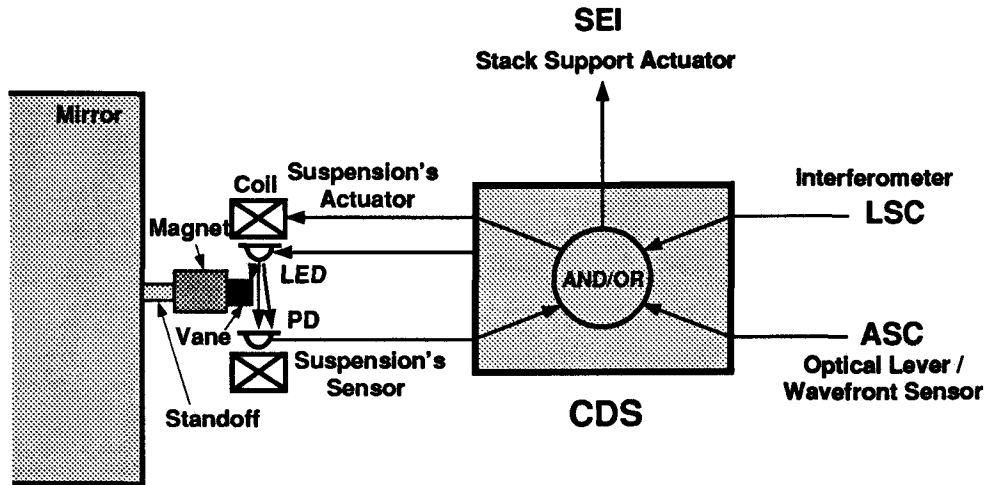 SEI
Stack Support Actuator
Mirror
Suspension's
Actuator
Coil
Magnet
LED
PD
Vane
Suspension's
Sensor
Standoff
AND/OR
CDS
Interferometer
LSC
ASC
Optical Lever /
Wavefront Sensor